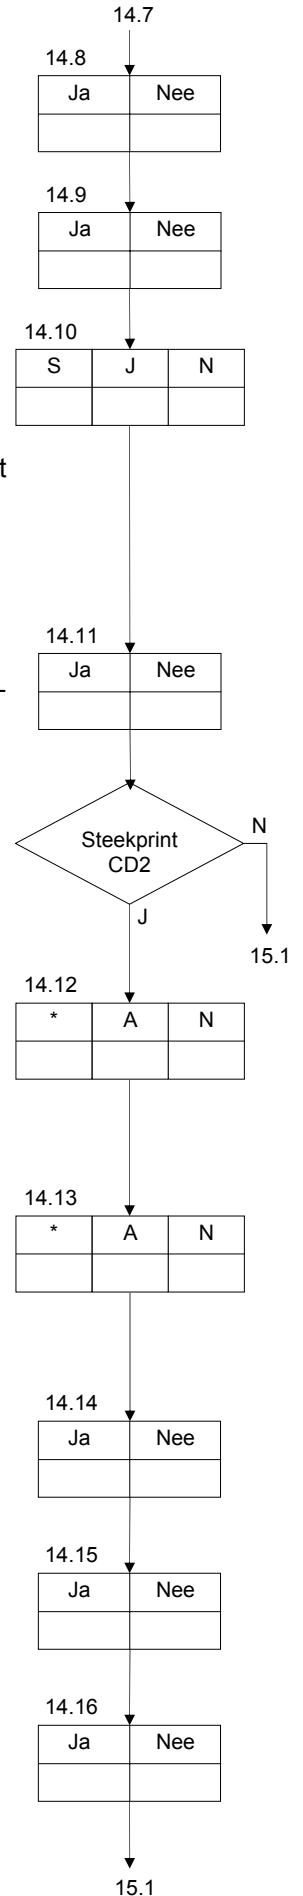 14.7
14.8
Ja Nee
14.9
Ja Nee
14.10
S J N
t
14.11
Ja Nee
-
Steekprint
CD2
N
J
15.1
14.12
* A N
14.13
* A N
14.14
Ja Nee
14.15
Ja Nee
14.16
Ja Nee
15.1